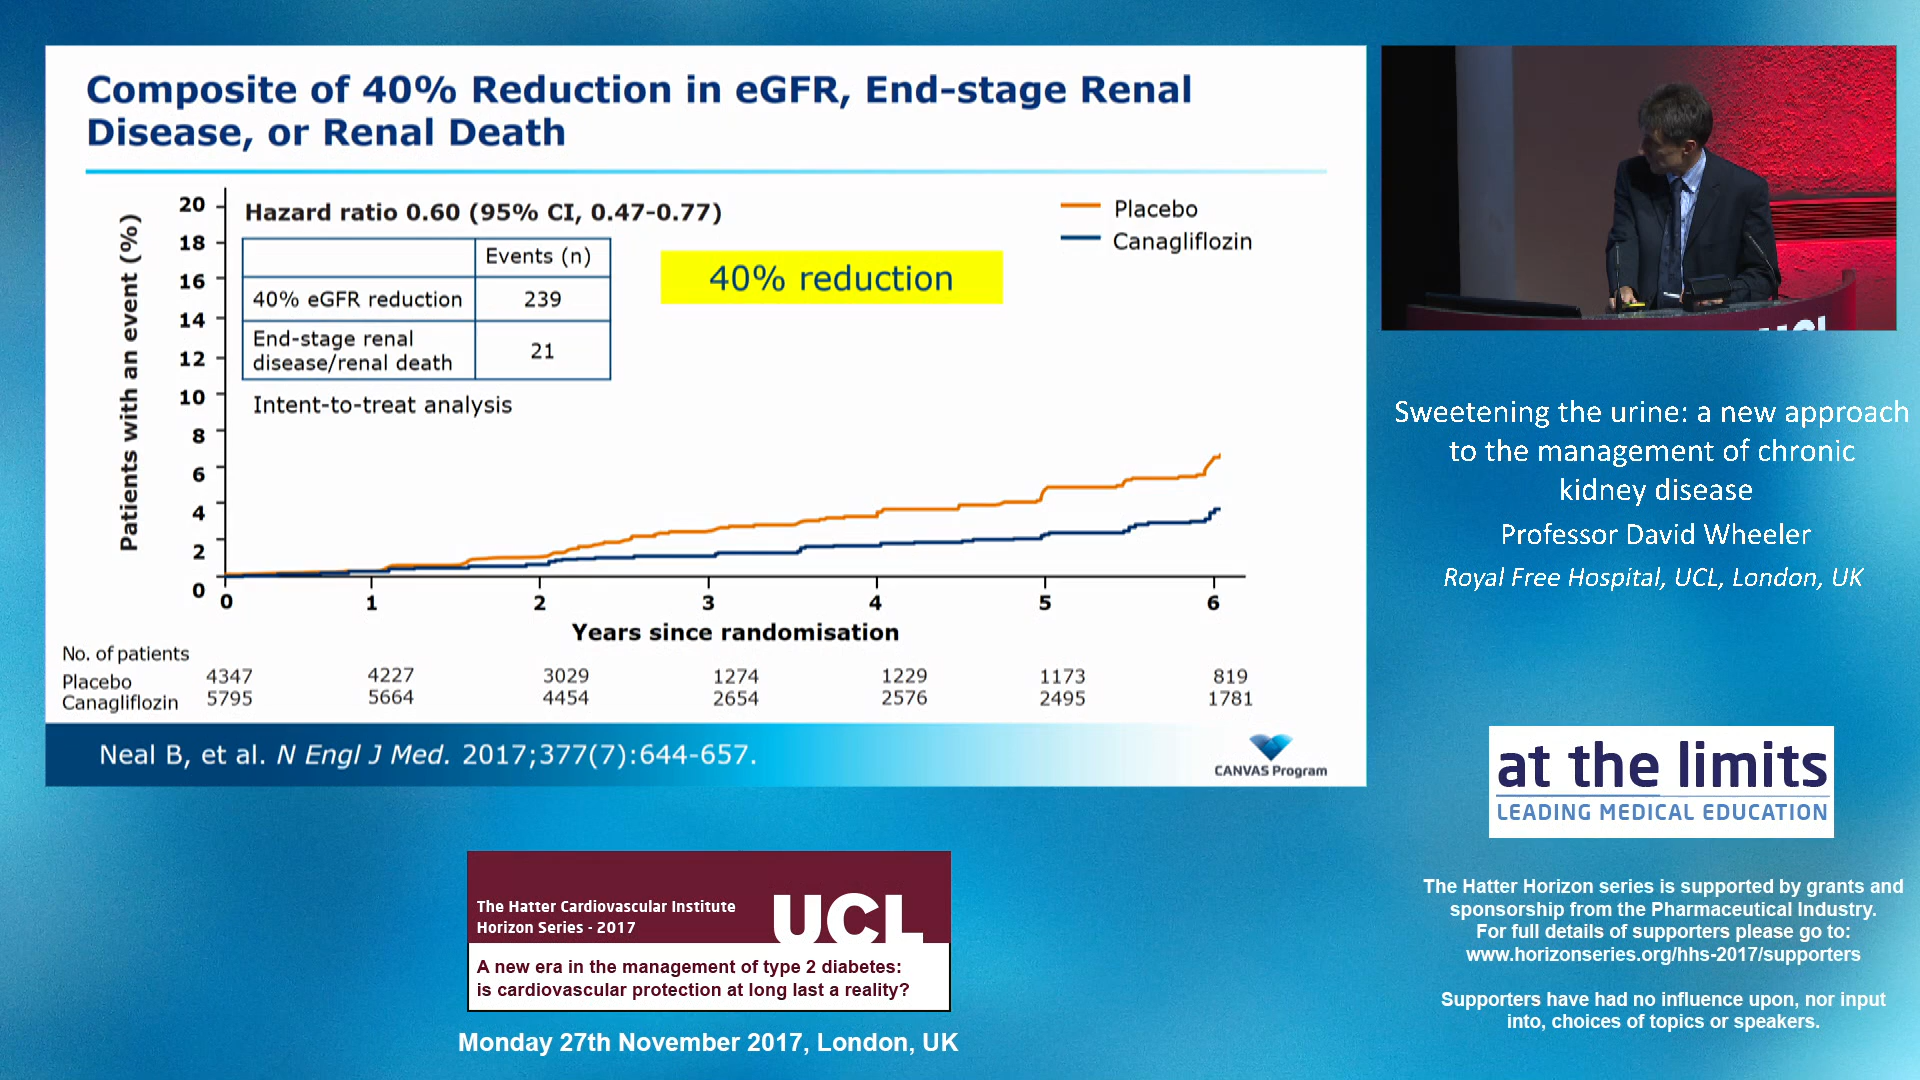 Composite of 40% Reduction in eGFR, End-stage Renal
Disease, or Renal Death
Patients with an event (%)
20
18
16
14
12
10
8
6
4
2
0
Hazard ratio 0.60 (95% CI, 0.47-0.77)
Events (n)
40% eGFR reduction 239
End-stage renal
disease/renal death 21
Intent-to-treat analysis
40% reduction
Placebo
Canagliflozin
0 1 2 3 4 5 6
Years since randomisation
No. of patients
Placebo 4347 4227 3029 1274 1229 1173 819
Canagliflozin 5795 5664 4454 2654 2576 2495 1781
Neal B, et al. N Engl J Med. 2017;377(7):644-657.
CANVAS Program
UCL
Sweetening the urine: a new approach
to the management of chronic
kidney disease
Professor David Wheeler
Royal Free Hospital, UCL, London, UK
at the limits
LEADING MEDICAL EDUCATION
The Hatter Horizon series is supported by grants and
sponsorship from the Pharmaceutical Industry.
For full details of supporters please go to:
www.horizonseries.org/hhs-2017/supporters
Supporters have had no influence upon, nor input
into, choices of topics or speakers.
The Hatter Cardiovascular Institute
Horizon Series - 2017
UCL
A new era in the management of type 2 diabetes:
is cardiovascular protection at long last a reality?
Monday 27th November 2017, London, UK